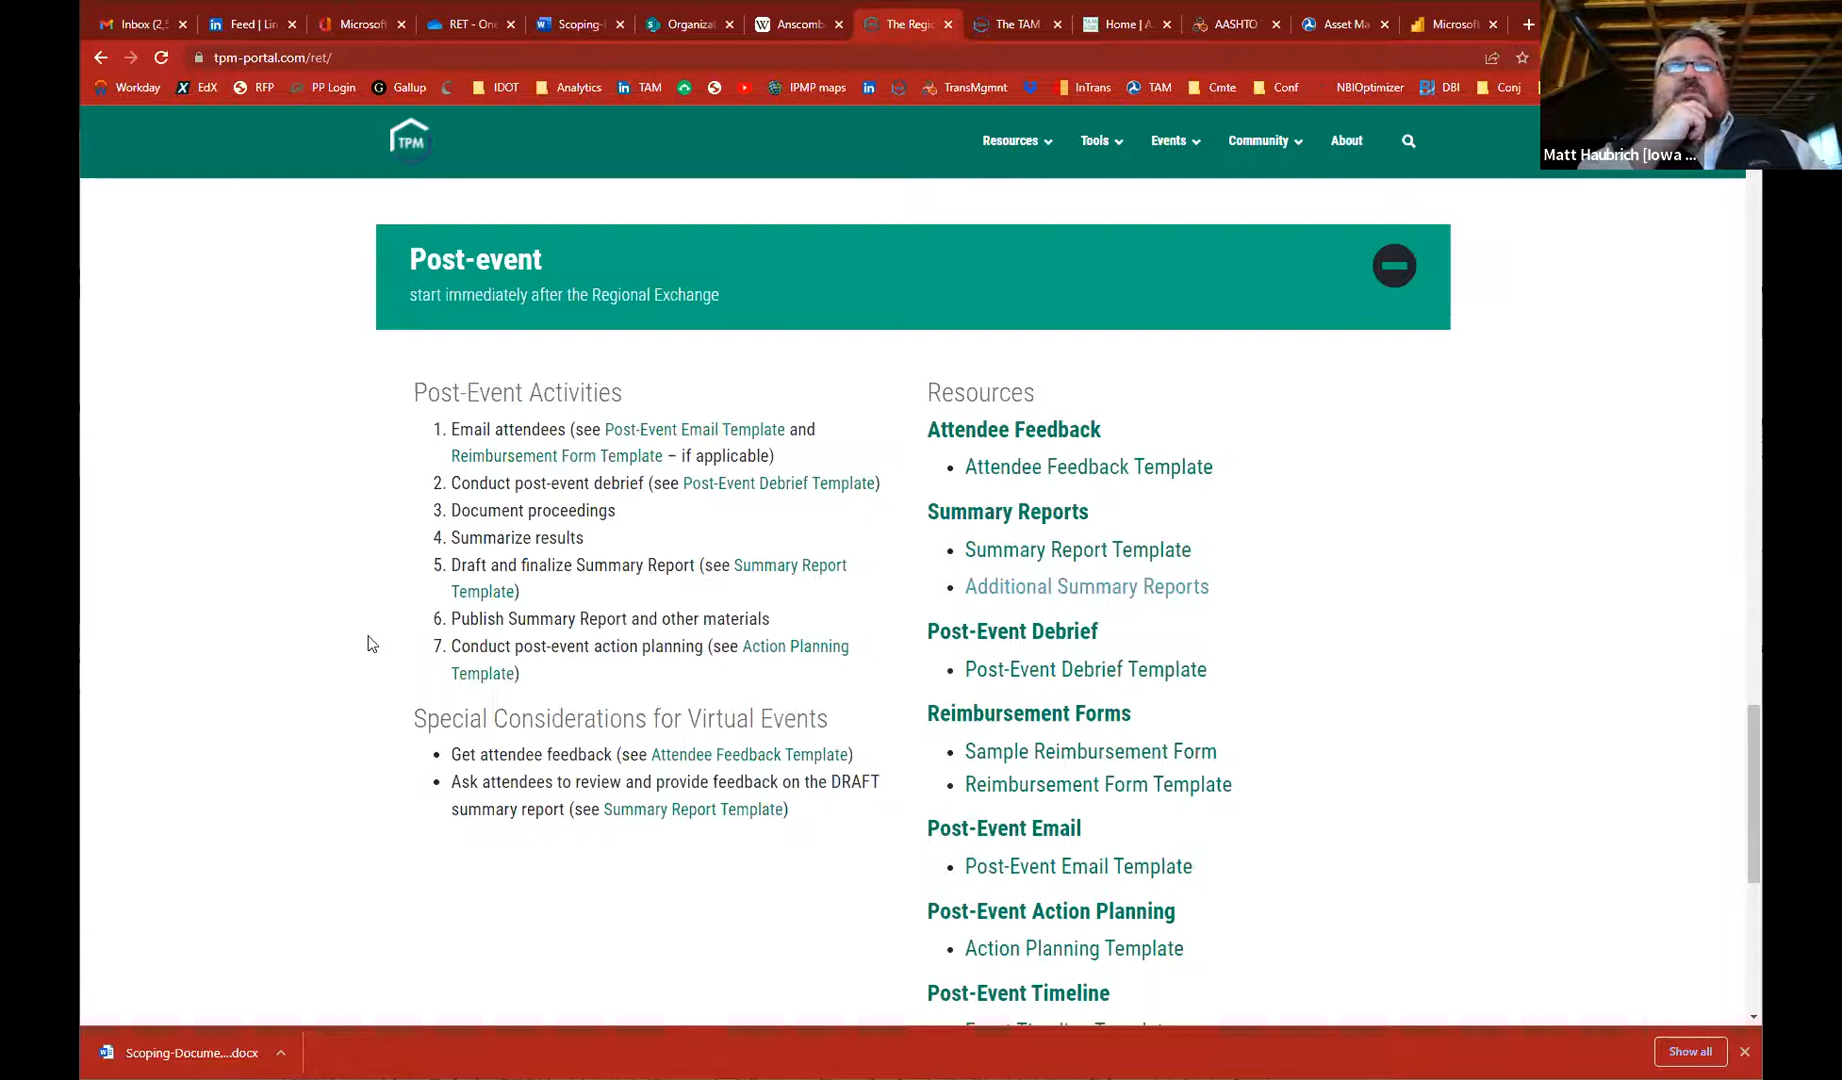 Inbox (2,5
Feed | Lin
Microsoft
RET - One
Scoping-
Organizat
Anscomb
The Regio
The TAM
Home | A
AASHTO
Asset Ma
Microsoft
tpm-portal.com/ret/
Workday
EdX
RFP
PP Login
Gallup
IDOT
Analytics
TAM
IPMP maps
TransMgmnt
InTrans
TAM
Cmte
Conf
NBIOptimizer
DBI
Conj
TPM
Resources
Tools
Events
Community
About
Matt Haubrich [Iowa ...
Post-event
start immediately after the Regional Exchange
Post-Event Activities
1. Email attendees (see Post-Event Email Template and
Reimbursement Form Template – if applicable)
2. Conduct post-event debrief (see Post-Event Debrief Template)
3. Document proceedings
4. Summarize results
5. Draft and finalize Summary Report (see Summary Report
Template)
6. Publish Summary Report and other materials
7. Conduct post-event action planning (see Action Planning
Template)
Special Considerations for Virtual Events
• Get attendee feedback (see Attendee Feedback Template)
• Ask attendees to review and provide feedback on the DRAFT
summary report (see Summary Report Template)
Resources
Attendee Feedback
• Attendee Feedback Template
Summary Reports
• Summary Report Template
• Additional Summary Reports
Post-Event Debrief
• Post-Event Debrief Template
Reimbursement Forms
• Sample Reimbursement Form
• Reimbursement Form Template
Post-Event Email
• Post-Event Email Template
Post-Event Action Planning
• Action Planning Template
Post-Event Timeline
Scoping-Docume....docx
Show all